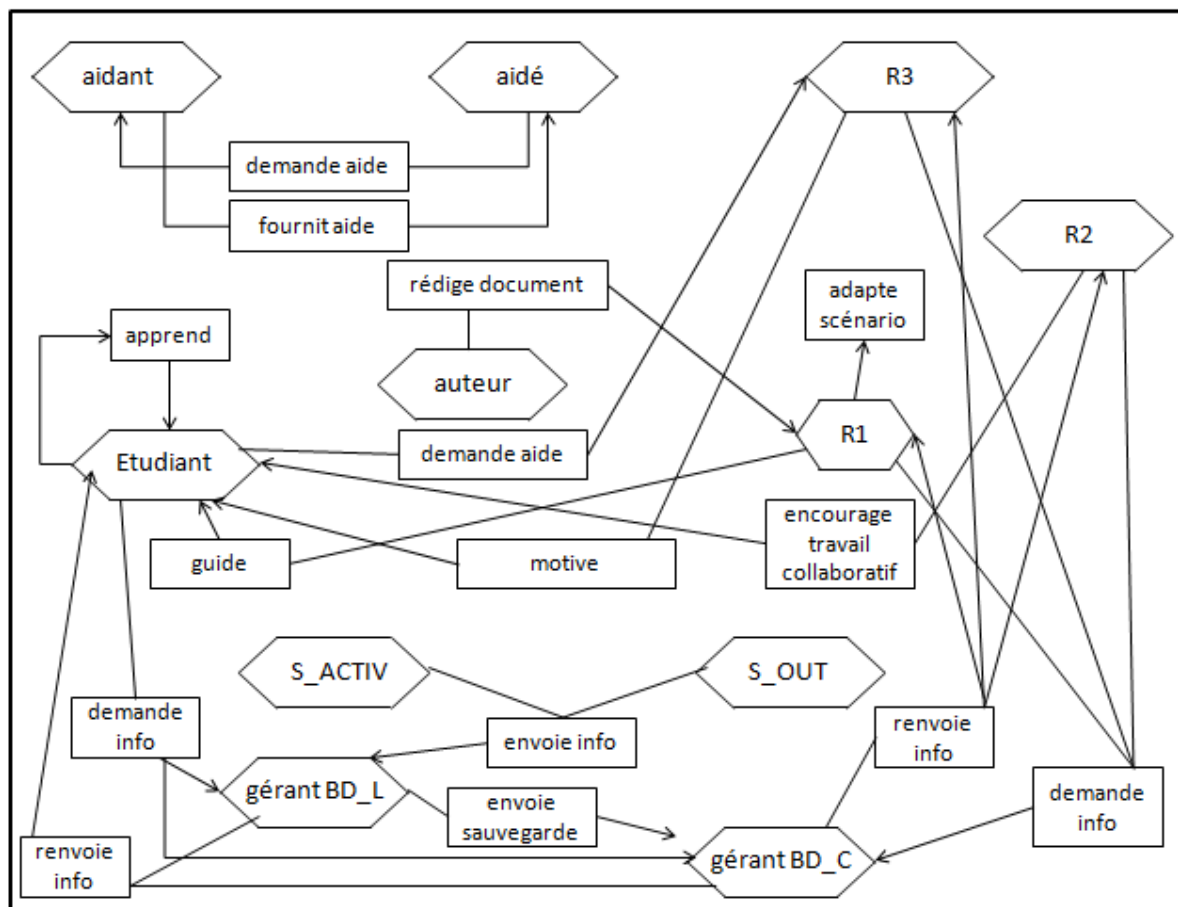 aidant
aidé
R3
demande aide
fournit aide
R2
rédige document
adapte
scénario
apprend
auteur
R1
Etudiant
demande aide
encourage
travail
collaboratif
guide
motive
S_ACTIV
S_OUT
demande
info
envoie info
renvoie
info
gérant BD_L
envoie
sauvegarde
demande
info
renvoie
info
gérant BD_C